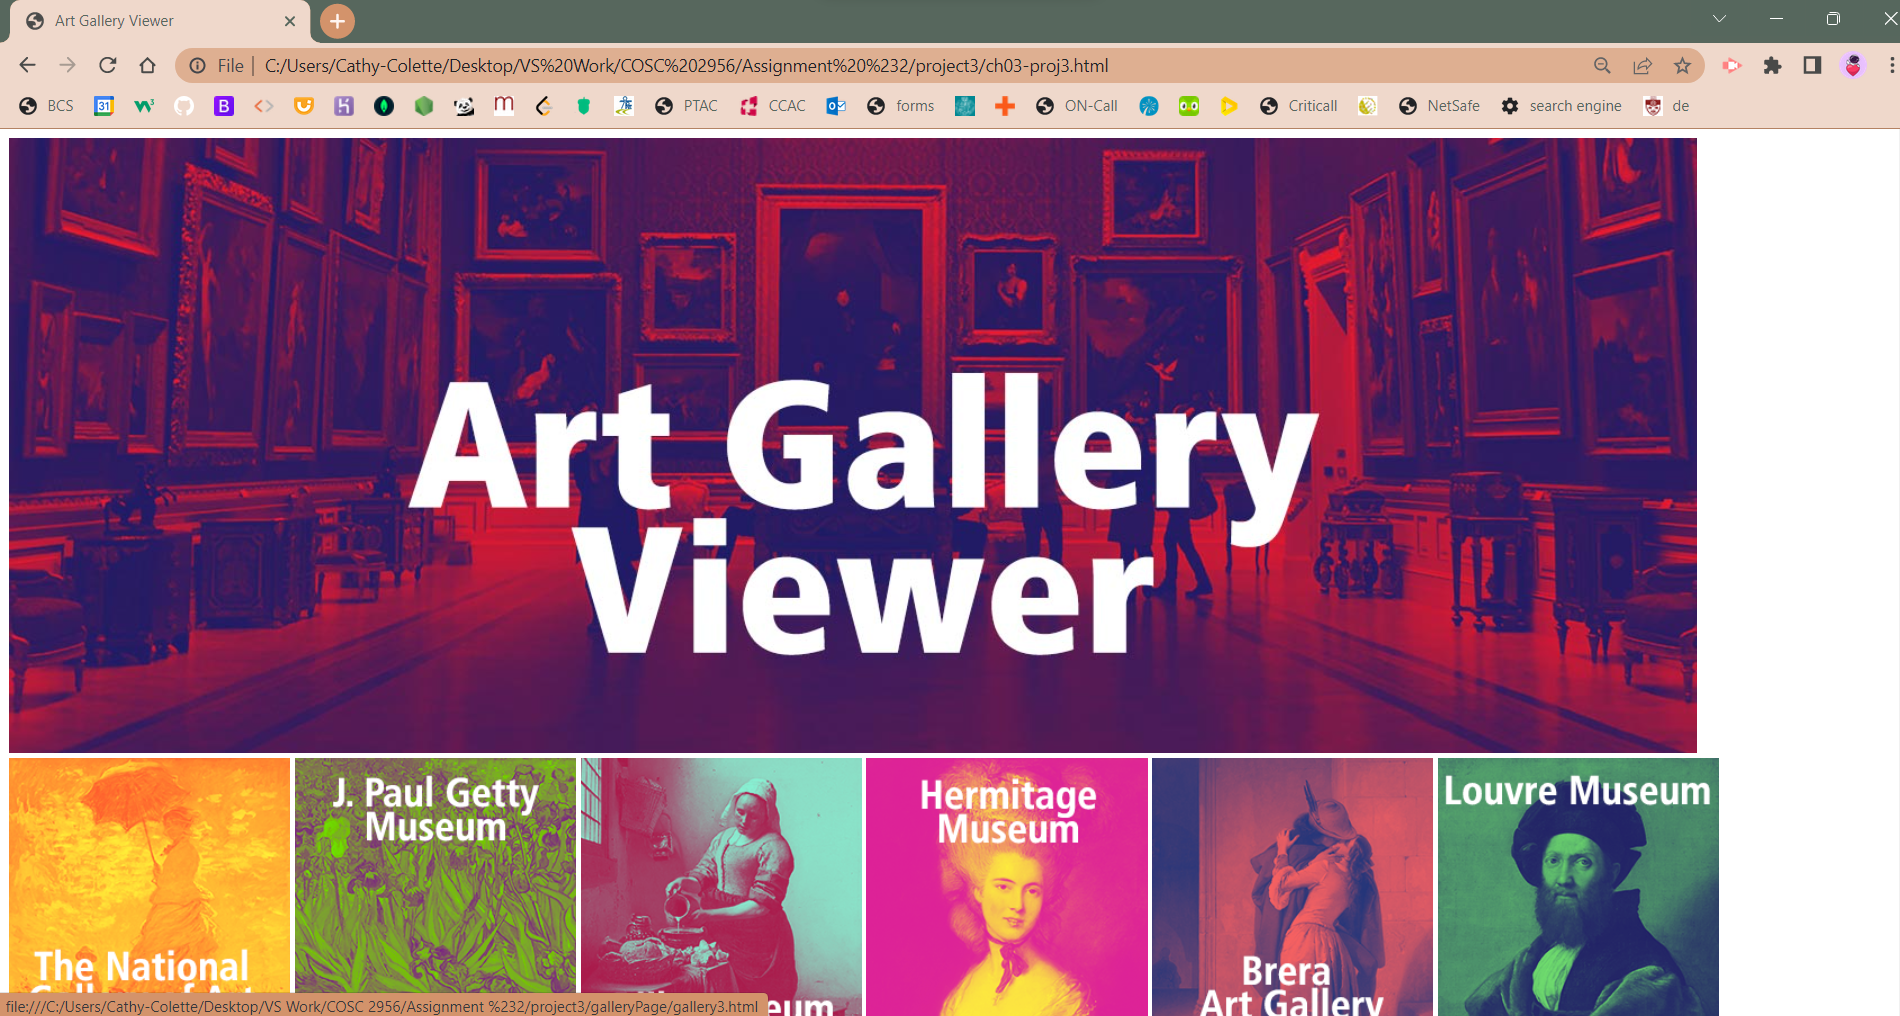 Art Gallery Viewer
File
C:/Users/Cathy-Colette/Desktop/VS%20Work/COSC%202956/Assignment%20%232/project3/ch03-proj3.html
BCS
31
3
B
PTAC
CCAC
forms
ON-Call
Criticall
NetSafe
search engine
de
Art Gallery
Viewer
J. Paul Getty
Museum
Hermitage
Museum
Louvre Museum
The National
Brera
Art Gallery
file:///C:/Users/Cathy-Colette/Desktop/VS Work/COSC 2956/Assignment %232/project3/galleryPage/gallery3.html